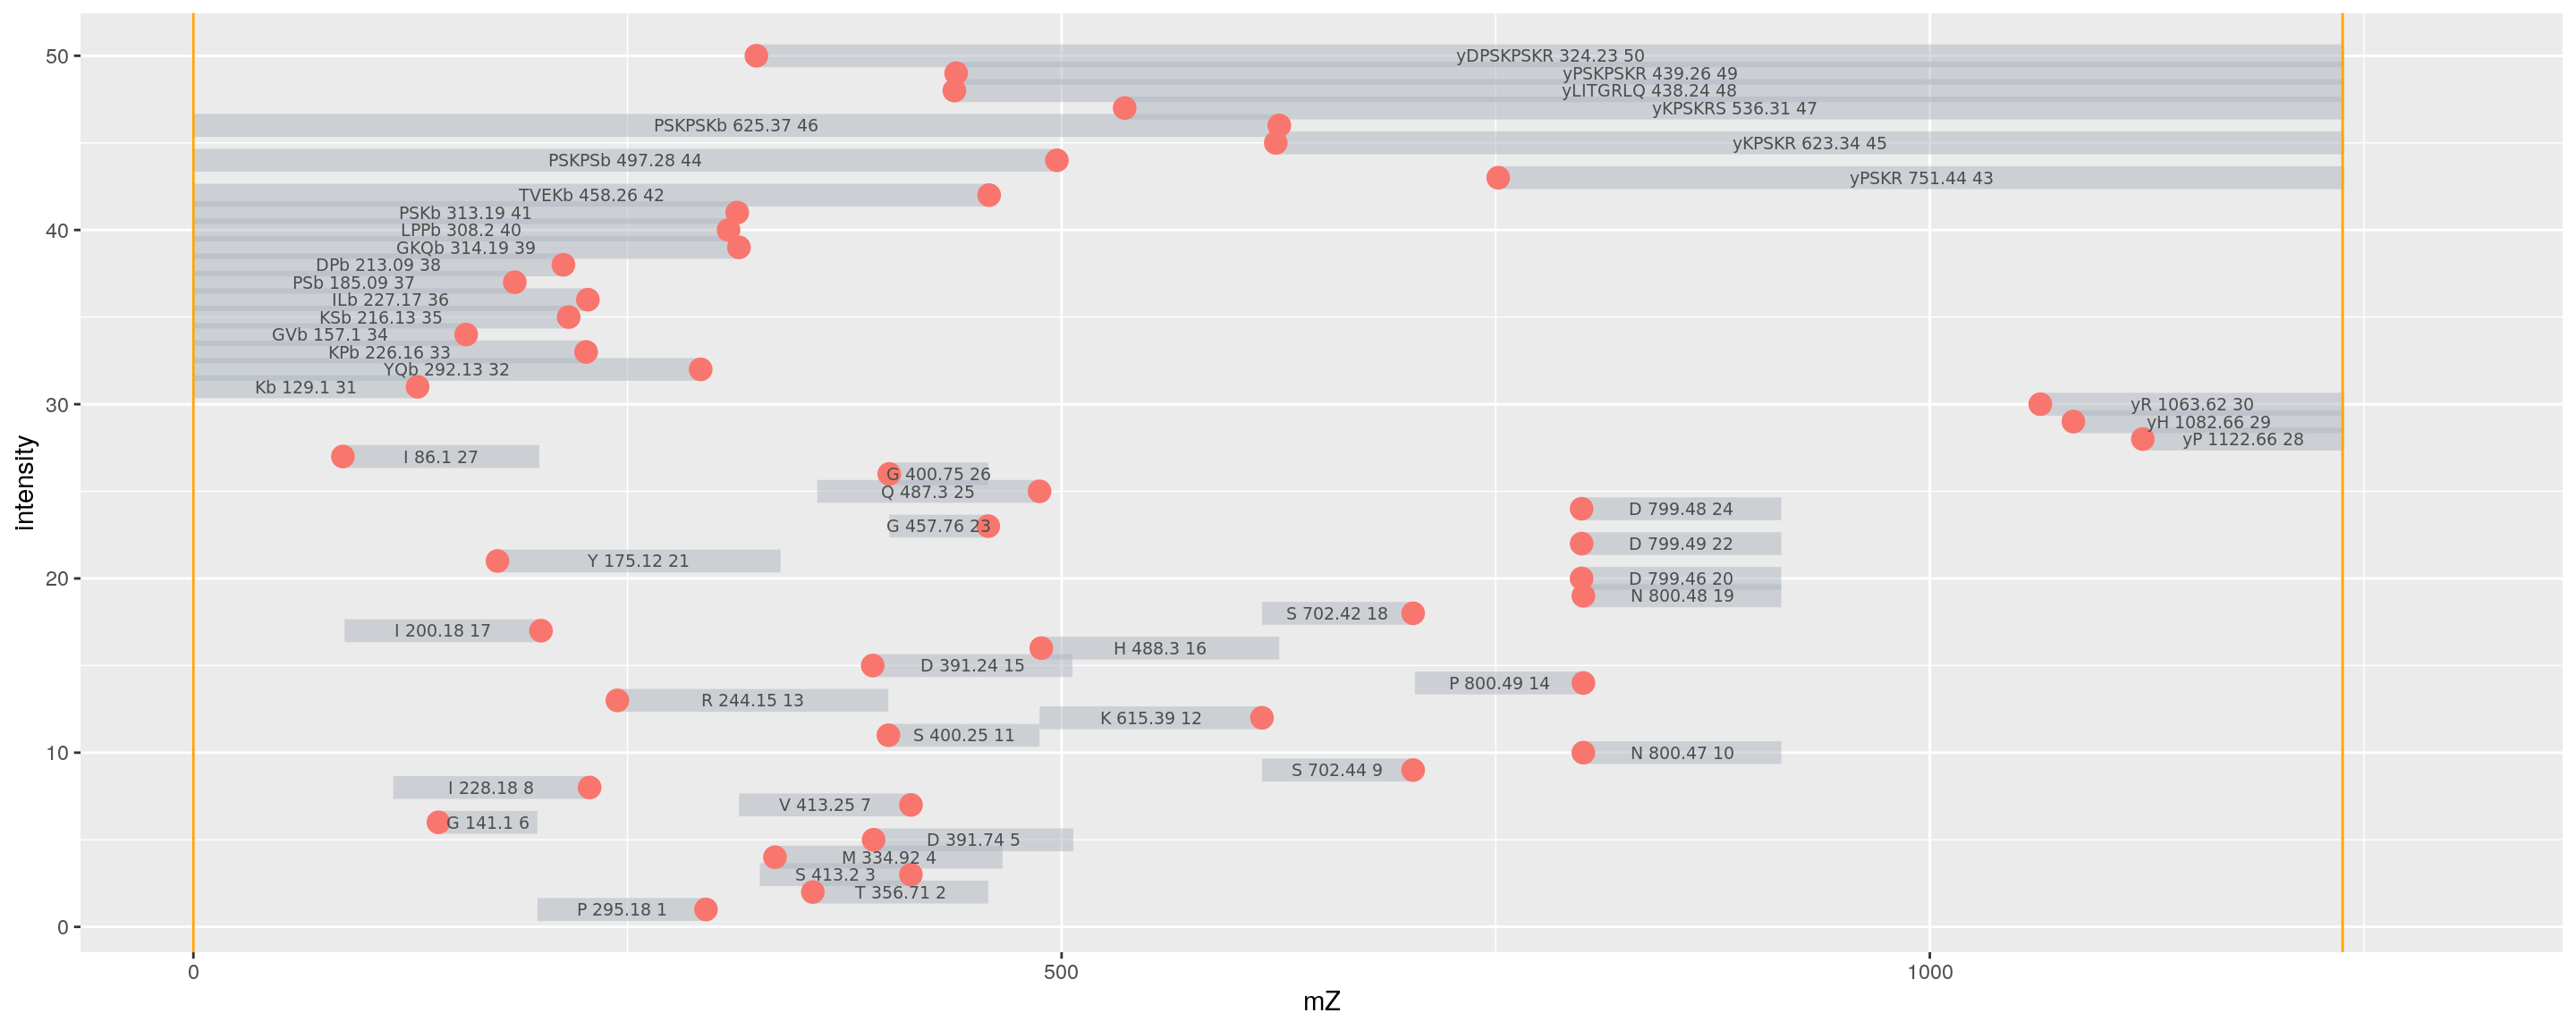 50
yDPSKPSKR 324.23 50
yPSKPSKR 439.26 49
yLITGRLQ 438.24 48
yKPSKRS 536.31 47
PSKPSKb 625.37 46
yKPSKR 623.34 45
PSKPSb 497.28 44
yPSKR 751.44 43
TVEKb 458.26 42
PSKb 313.19 41
40
LPPb 308.2 40
GKQb 314.19 39
DPb 213.09 38
PSb 185.09 37
ILb 227.17 36
KSb 216.13 35
GVb 157.1 34
KPb 226.16 33
YQb 292.13 32
Kb 129.1 31
30
yR 1063.62 30
yH 1082.66 29
yP 1122.66 28
I 86.1 27
G 400.75 26
Q 487.3 25
D 799.48 24
G 457.76 23
D 799.49 22
Y 175.12 21
20
D 799.46 20
N 800.48 19
S 702.42 18
I 200.18 17
H 488.3 16
D 391.24 15
P 800.49 14
R 244.15 13
K 615.39 12
S 400.25 11
10
N 800.47 10
S 702.44 9
I 228.18 8
V 413.25 7
G 141.1 6
D 391.74 5
M 334.92 4
S 413.2 3
T 356.71 2
P 295.18 1
0
intensity
0 500 1000
mZ